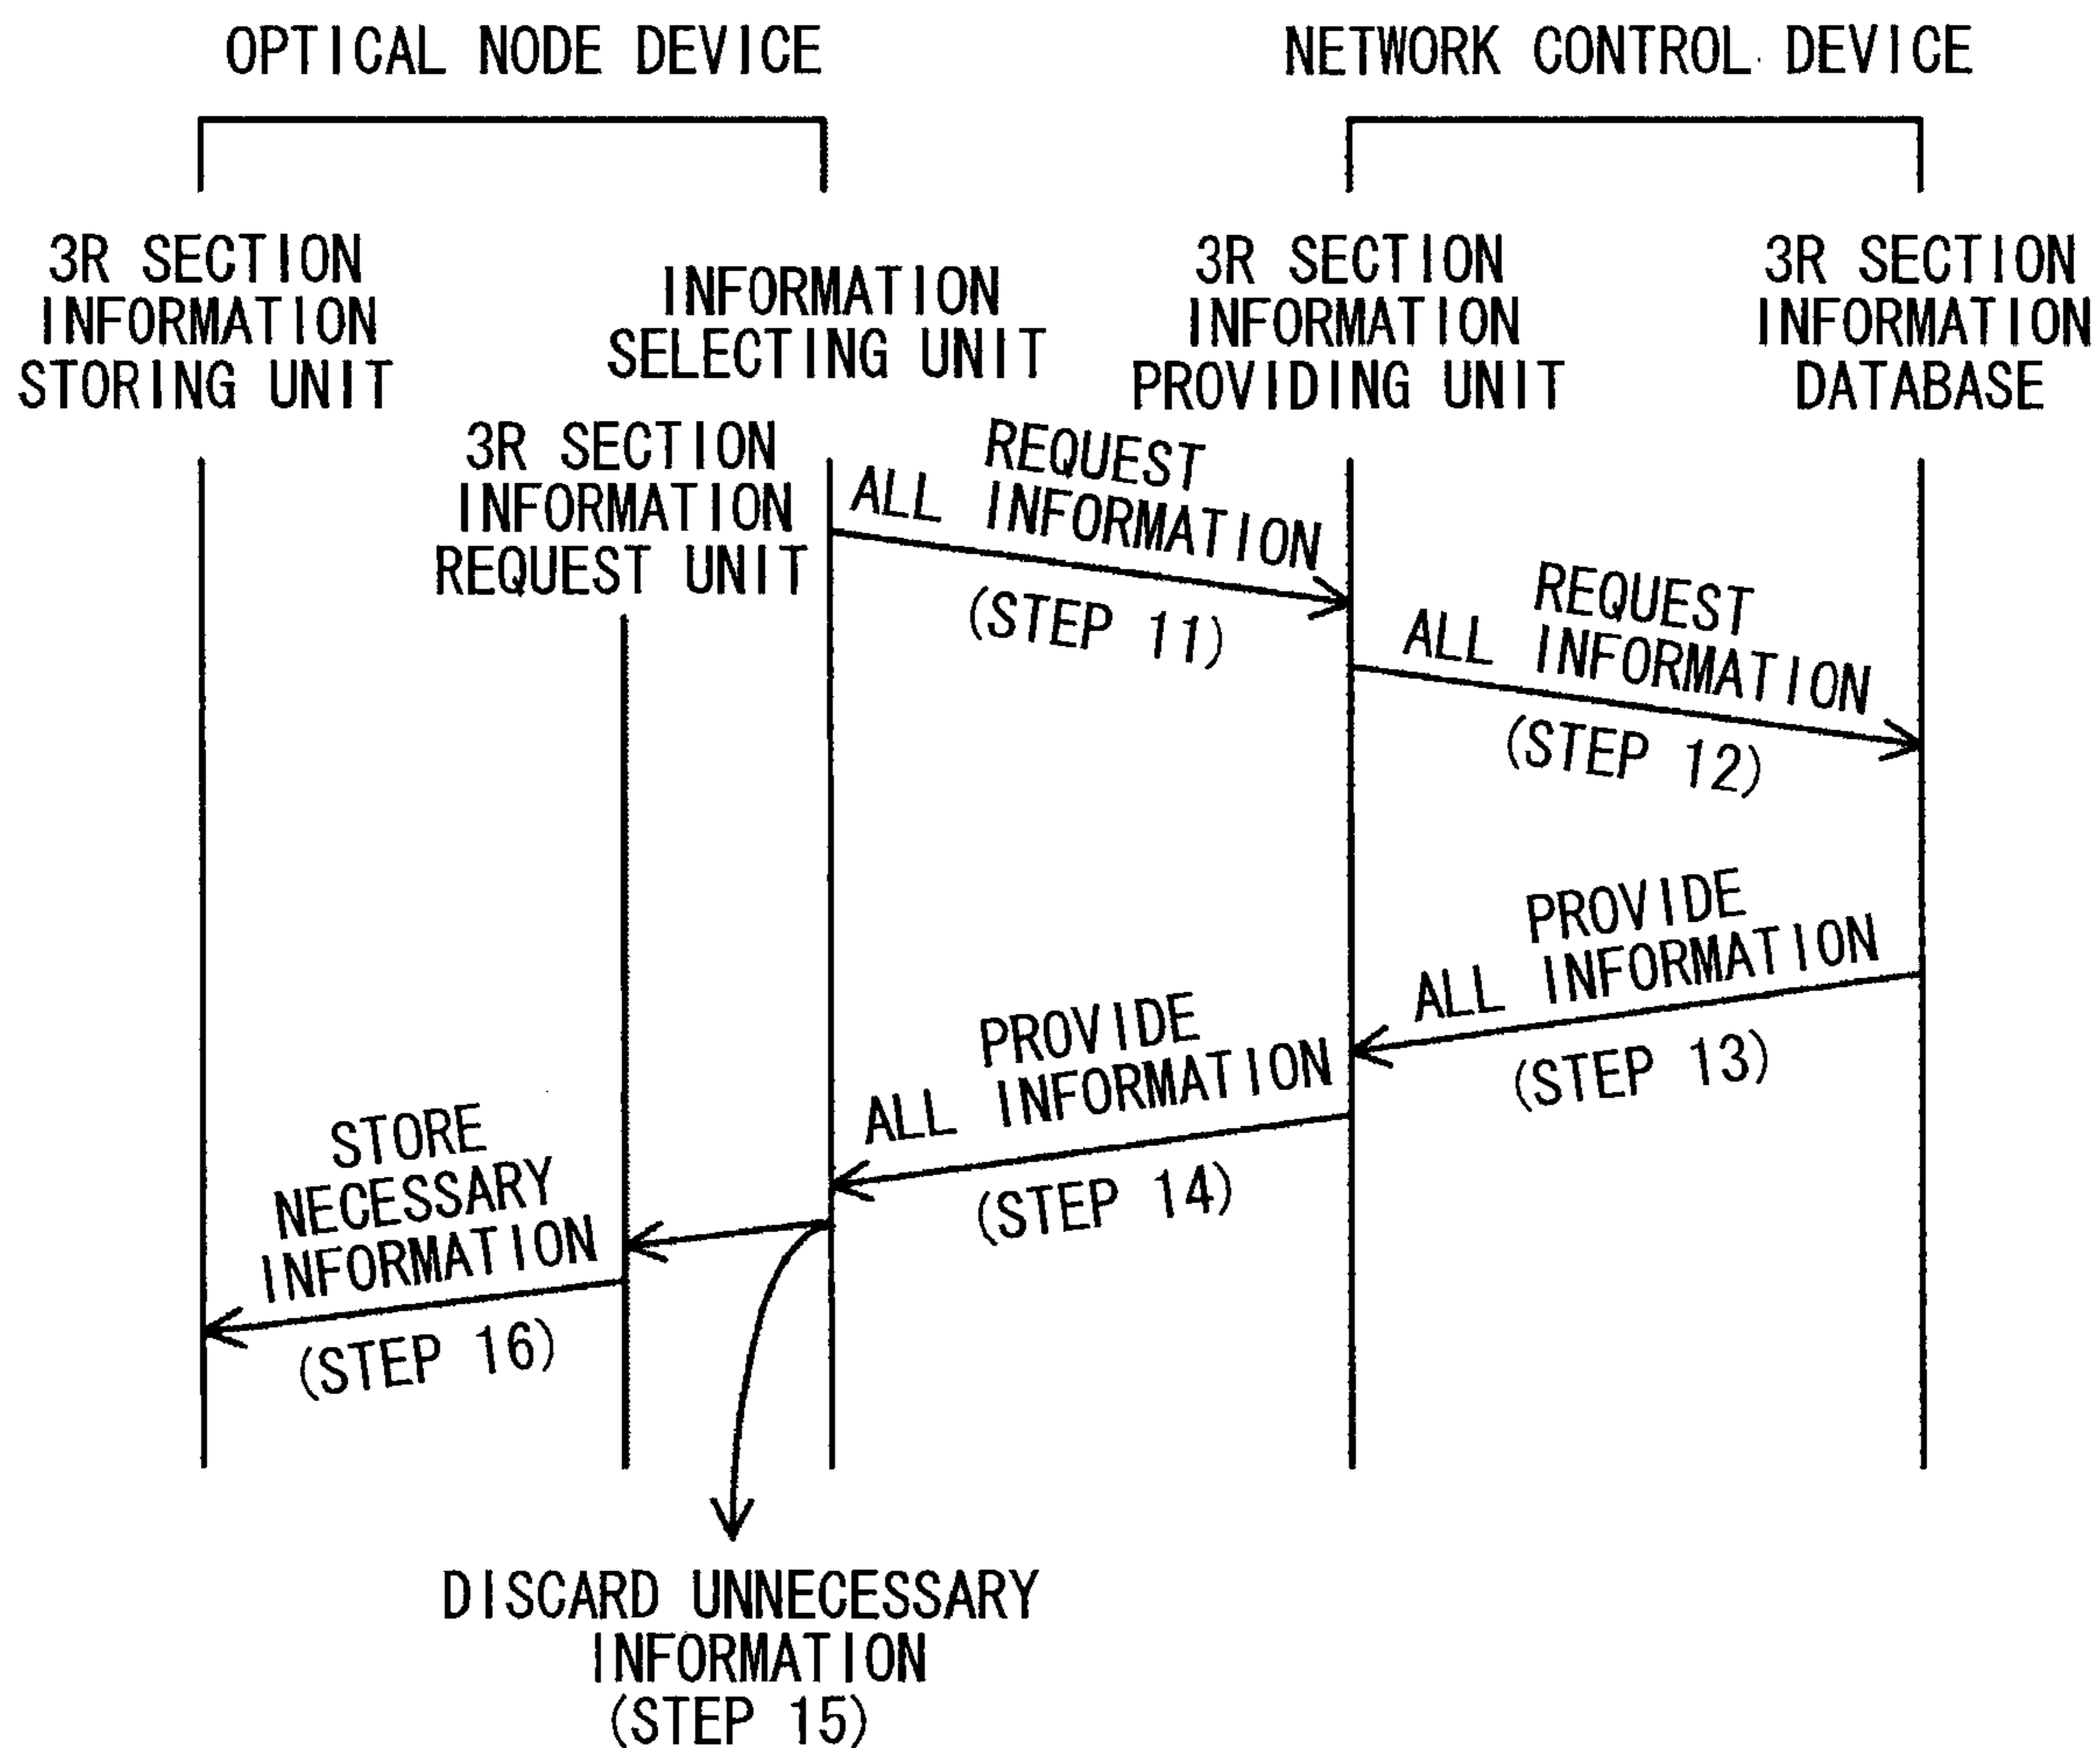 OPTICAL NODE DEVICE
NETWORK CONTROL DEVICE
3R SECTION
INFORMATION
STORING UNIT
INFORMATION
SELECTING UNIT
3R SECTION
INFORMATION
PROVIDING UNIT
3R SECTION
INFORMATION
DATABASE
3R SECTION
INFORMATION
REQUEST UNIT
REQUEST
ALL INFORMATION
(STEP 11)
REQUEST
ALL INFORMATION
(STEP 12)
PROVIDE
ALL INFORMATION
(STEP 13)
PROVIDE
ALL INFORMATION
(STEP 14)
STORE
NECESSARY
INFORMATION
(STEP 16)
DISCARD UNNECESSARY
INFORMATION
(STEP 15)